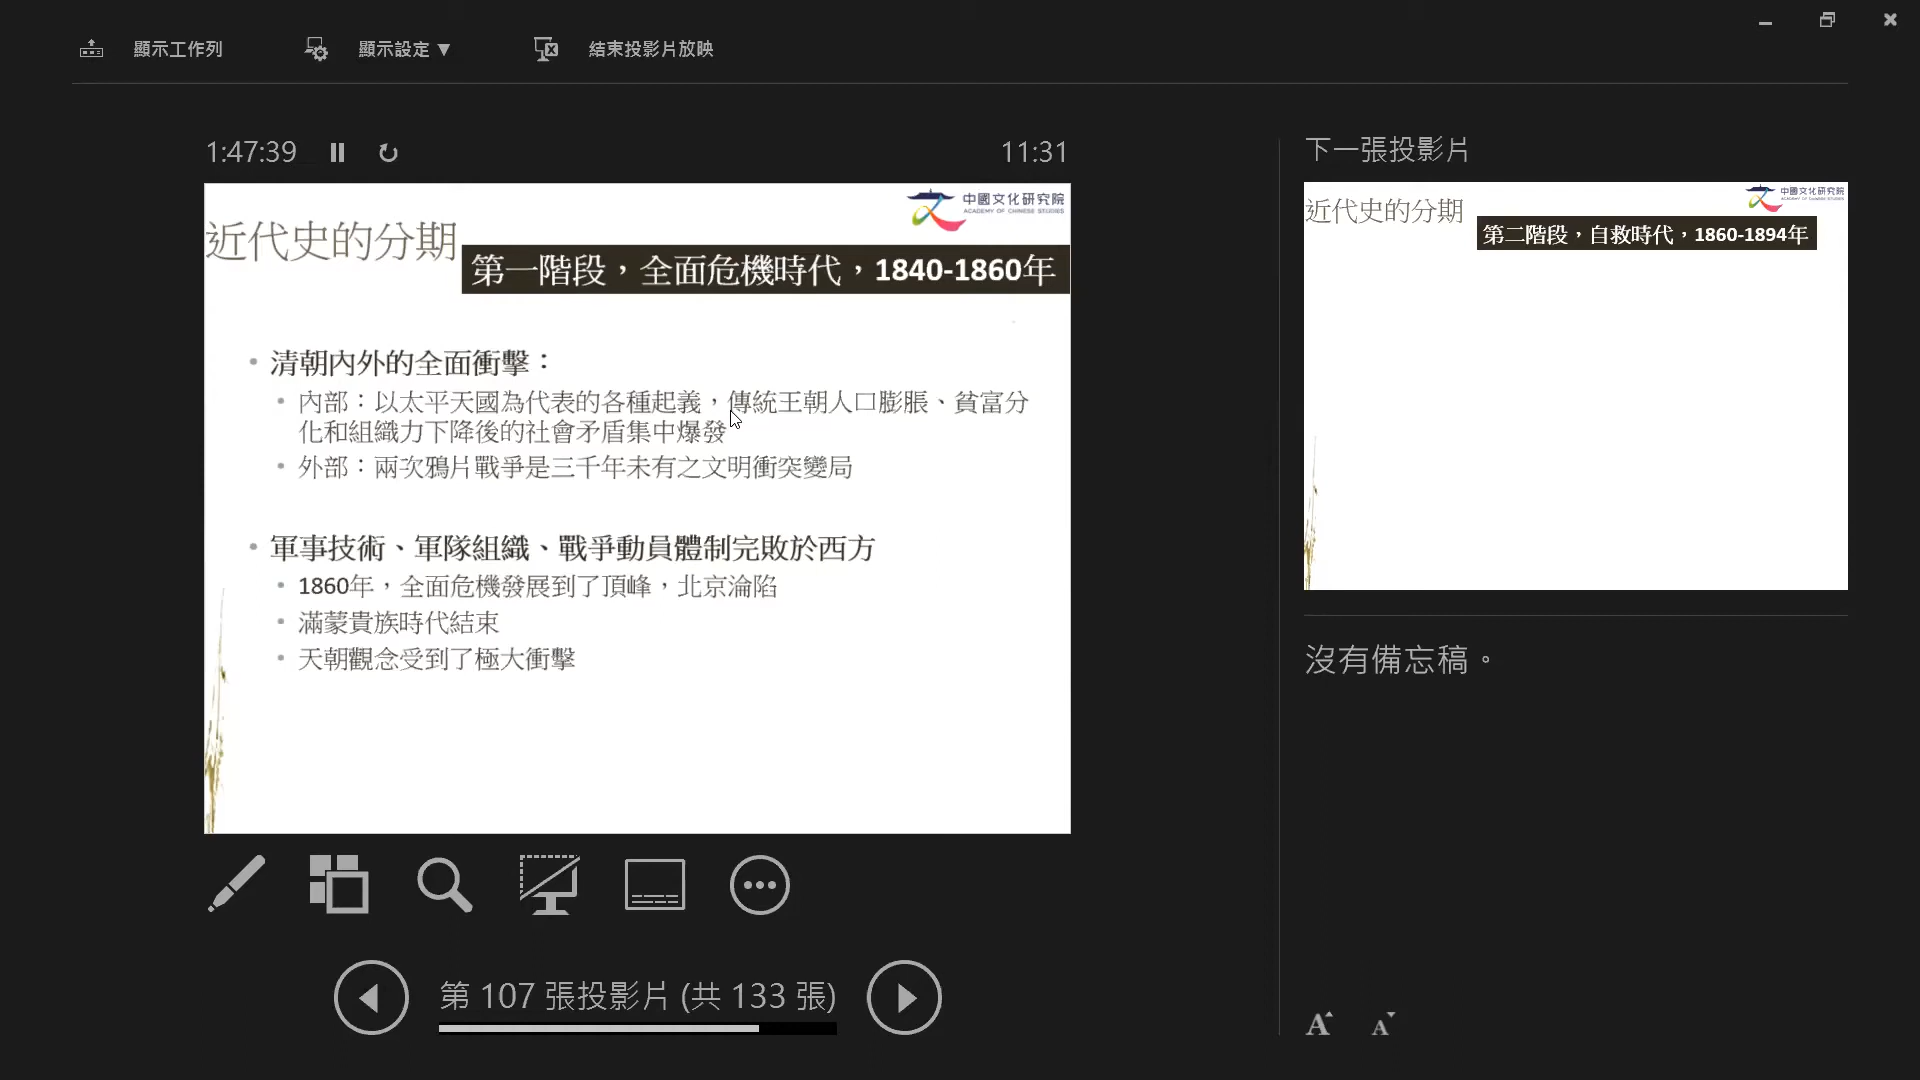 顯示工作列
顯示設定 ▼
結束投影片放映
1:47:39
11:31
中國文化研究院
ACADEMY OF CHINESE STUDIES
近代史的分期
第一階段，全面危機時代，1840-1860年
• 清朝內外的全面衝擊：
• 內部：以太平天國為代表的各種起義，傳統王朝人口膨脹、貧富分
化和組織力下降後的社會矛盾集中爆發
• 外部：兩次鴉片戰爭是三千年未有之文明衝突變局
• 軍事技術、軍隊組織、戰爭動員體制完敗於西方
• 1860年，全面危機發展到了頂峰，北京淪陷
• 滿蒙貴族時代結束
• 天朝觀念受到了極大衝擊
第 107 張投影片 (共 133 張)
下一張投影片
中國文化研究院
ACADEMY OF CHINESE STUDIES
近代史的分期
第二階段，自救時代，1860-1894年
沒有備忘稿。
A A